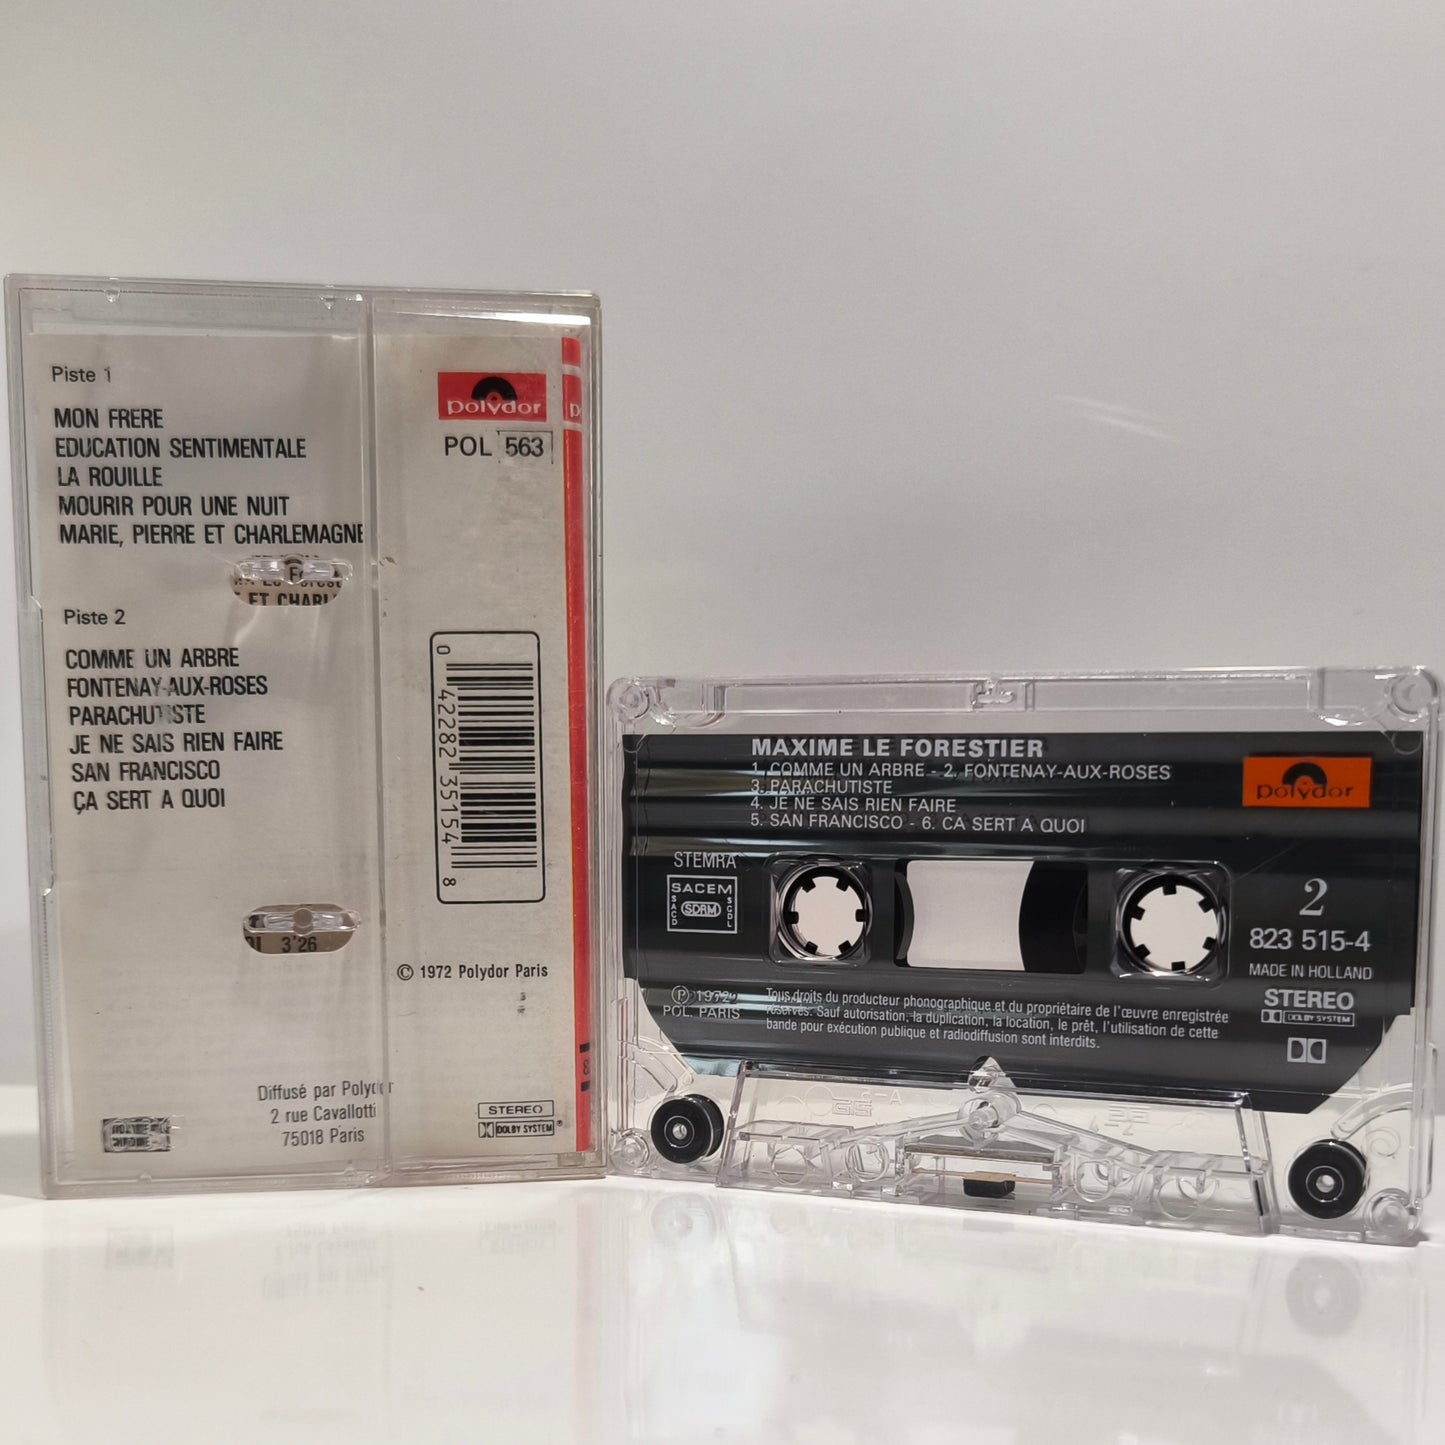 Piste 1
MON FRERE
EDUCATION SENTIMENTALE
LA ROUILLE
MOURIR POUR UNE NUIT
MARIE, PIERRE ET CHARLEMAGNE
ET CHARL
Piste 2
COMME UN ARBRE
FONTENAY-AUX-ROSES
PARACHUTISTE
JE NE SAIS RIEN FAIRE
SAN FRANCISCO
ÇA SERT A QUOI
3'26
Diffusé par Polydor
2 rue Cavallotti
75018 Paris
polydor
POL 563
0 42282 35154 8
© 1972 Polydor Paris
STEREO
DOLBY SYSTEM®
MAXIME LE FORESTIER
1. COMME UN ARBRE - 2. FONTENAY-AUX-ROSES
3. PARACHUTISTE
4. JE NE SAIS RIEN FAIRE
5. SAN FRANCISCO - 6. CA SERT A QUOI
polydor
STEMRA
SACEM
SACD
SDRM
SGDL
2
823 515-4
MADE IN HOLLAND
STEREO
DOLBY SYSTEM
℗ 1972
POL. PARIS
Tous droits du producteur phonographique et du propriétaire de l'œuvre enregistrée
réservés. Sauf autorisation, la duplication, la location, le prêt, l'utilisation de cette
bande pour exécution publique et radiodiffusion sont interdits.